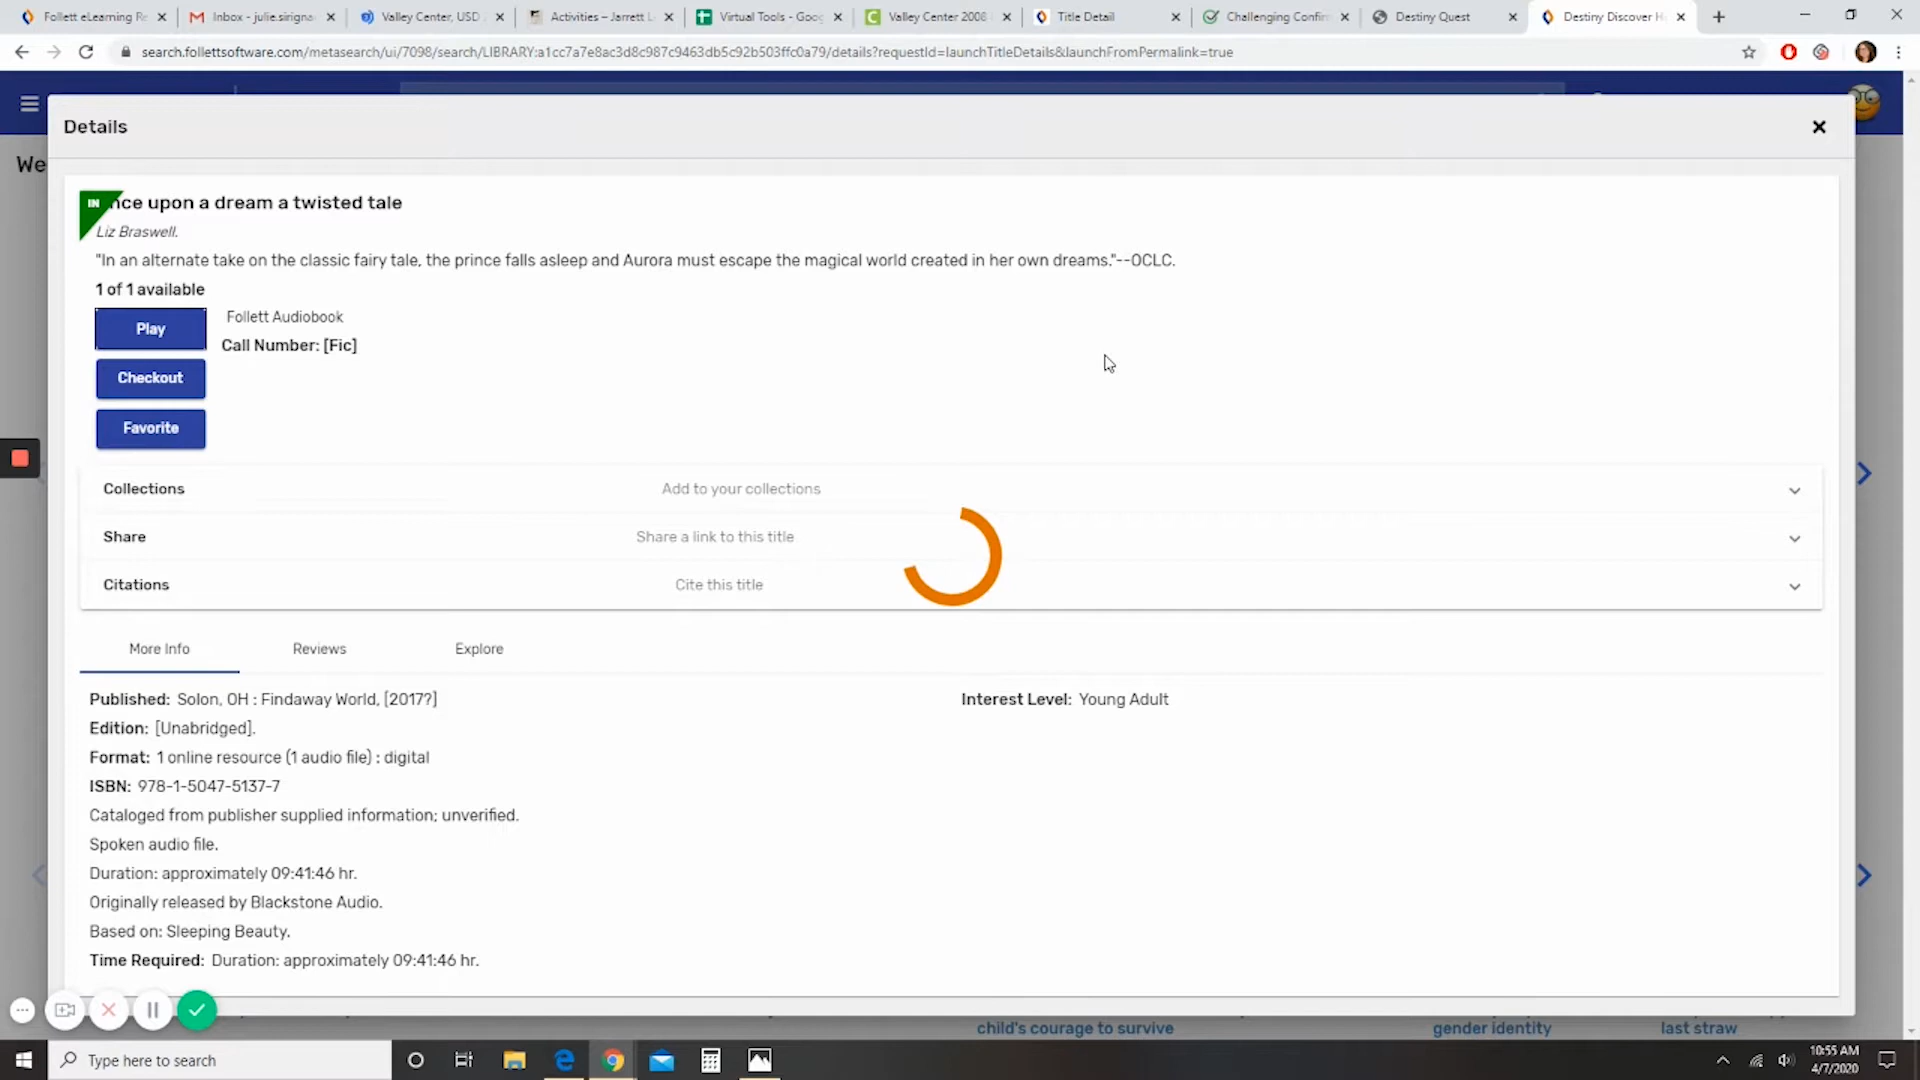 Follett eLearning Re
Inbox - julie.sirigna
Valley Center, USD
Activities – Jarrett L
Virtual Tools - Goog
Valley Center 2008
Title Detail
Challenging Confir
Destiny Quest
Destiny Discover H
search.follettsoftware.com/metasearch/ui/7098/search/LIBRARY:a1cc7a7e8ac3d8c987c9463db5c92b503ffc0a79/details?requestId=launchTitleDetails&launchFromPermalink=true
Details
We
IN nce upon a dream a twisted tale
Liz Braswell.
"In an alternate take on the classic fairy tale, the prince falls asleep and Aurora must escape the magical world created in her own dreams."--OCLC.
1 of 1 available
Play
Follett Audiobook
Call Number: [Fic]
Checkout
Favorite
Collections Add to your collections
Share Share a link to this title
Citations Cite this title
More Info Reviews Explore
Published: Solon, OH : Findaway World, [2017?]
Interest Level: Young Adult
Edition: [Unabridged].
Format: 1 online resource (1 audio file) : digital
ISBN: 978-1-5047-5137-7
Cataloged from publisher supplied information; unverified.
Spoken audio file.
Duration: approximately 09:41:46 hr.
Originally released by Blackstone Audio.
Based on: Sleeping Beauty.
Time Required: Duration: approximately 09:41:46 hr.
child's courage to survive
gender identity
last straw
Type here to search
10:55 AM
4/7/2020